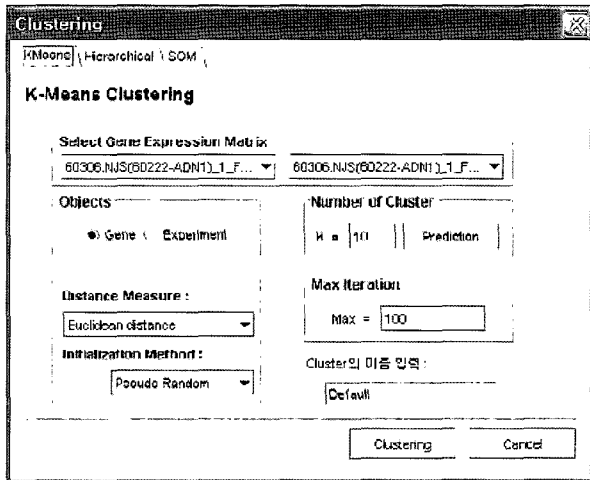 Clustering
KMeans Hierarchical SOM
K-Means Clustering
Select Gene Expression Matrix
60306.NJS(60222-ADN1)_1_F... 60306.NJS(60222-ADN1)_1_F...
Objects
Gene Experiment
Number of Cluster
K = 10 Prediction
Distance Measure :
Euclidean distance
Max Iteration
Max = 100
Initialization Method :
Pseudo Random
Cluster의 이름 입력 :
Default
Clustering Cancel